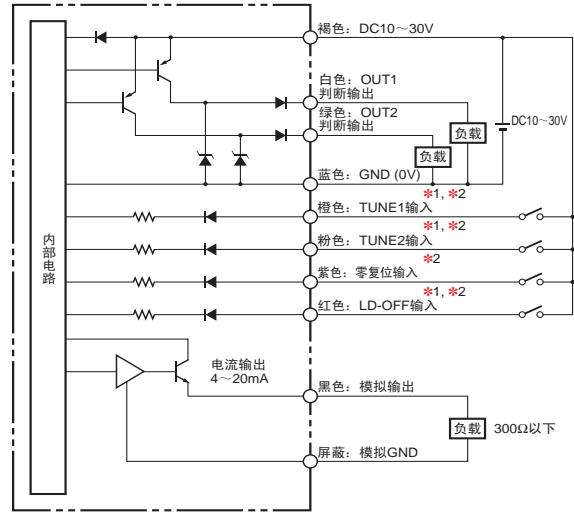 褐色：DC10～30V
白色：OUT1
判断输出
绿色：OUT2
判断输出
DC10～30V
负载
负载
蓝色：GND (0V)
*1, *2
橙色：TUNE1输入
*1, *2
粉色：TUNE2输入
*2
紫色：零复位输入
*1, *2
红色：LD-OFF输入
内部电路
电流输出
4～20mA
黑色：模拟输出
负载 300Ω以下
屏蔽：模拟GND